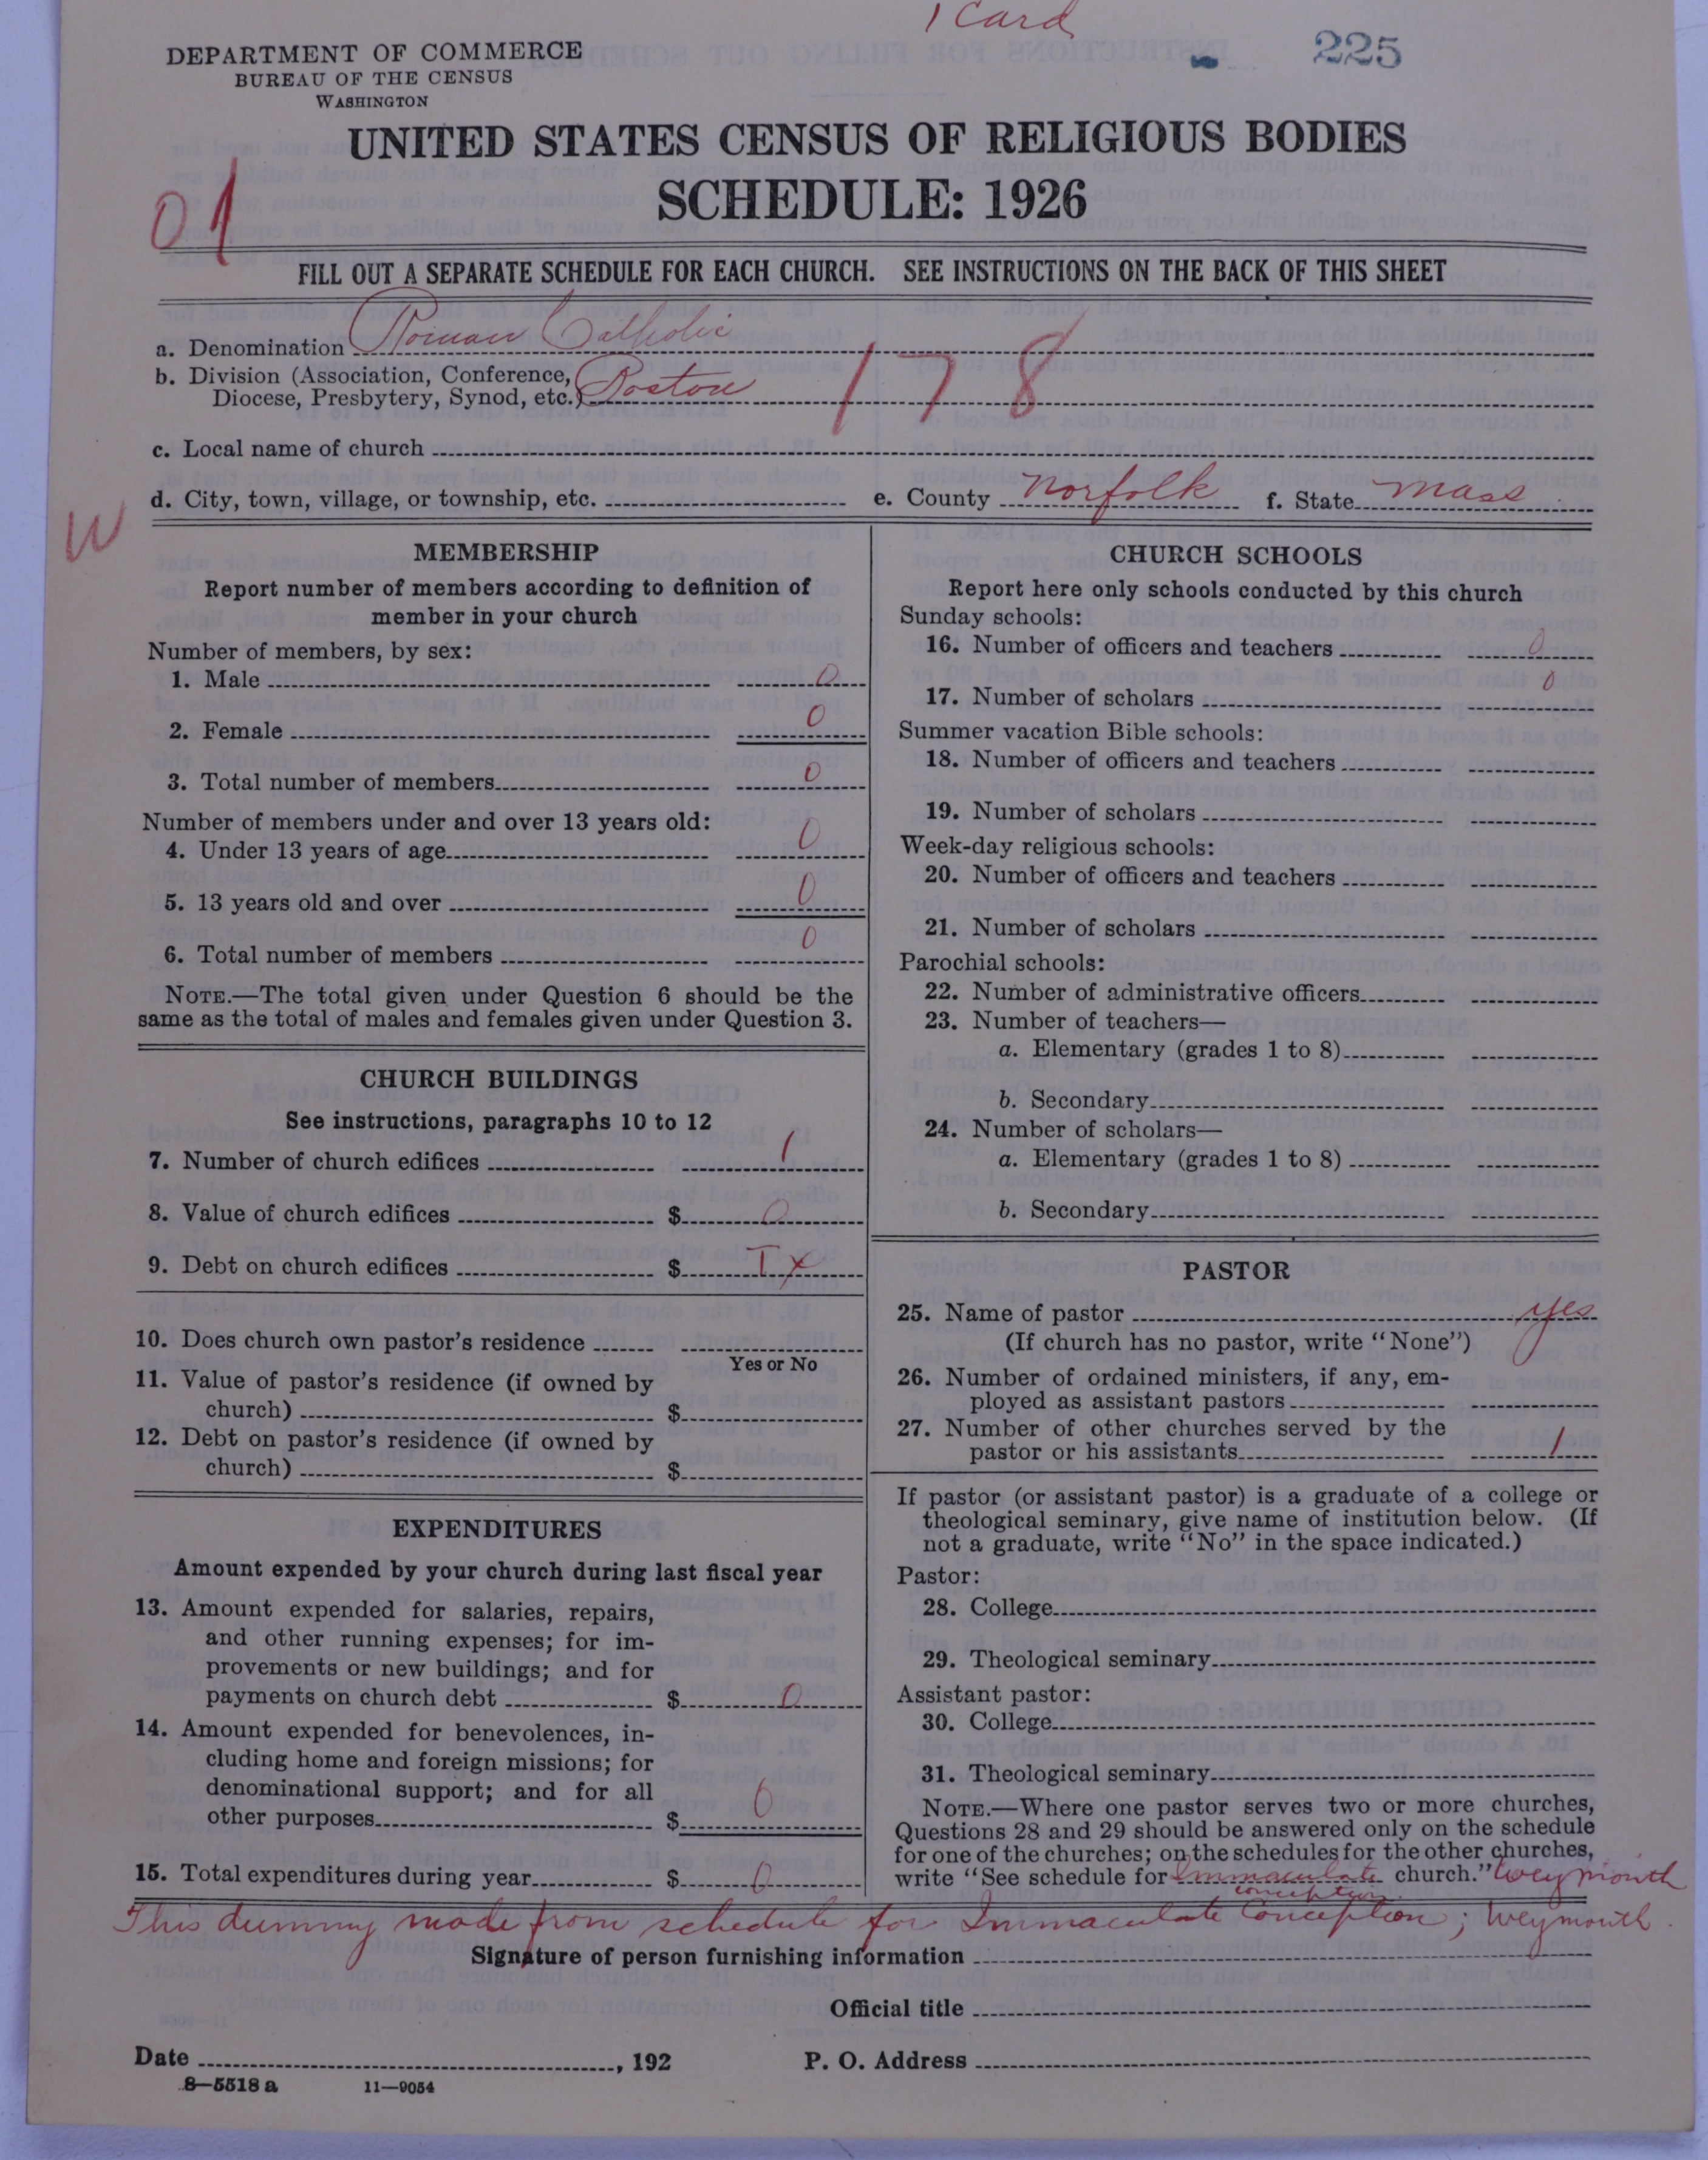 1 Card
225
DEPARTMENT OF COMMERCE
BUREAU OF THE CENSUS
WASHINGTON
UNITED STATES CENSUS OF RELIGIOUS BODIES
SCHEDULE: 1926
01
FILL OUT A SEPARATE SCHEDULE FOR EACH CHURCH. SEE INSTRUCTIONS ON THE BACK OF THIS SHEET
a. Denomination Roman Catholic
b. Division (Association, Conference,
Diocese, Presbytery, Synod, etc.) Boston
178
c. Local name of church
d. City, town, village, or township, etc. e. County Norfolk f. State Mass
W
MEMBERSHIP
Report number of members according to definition of
member in your church
Number of members, by sex:
1. Male 0
2. Female 0
3. Total number of members 0
Number of members under and over 13 years old:
4. Under 13 years of age 0
5. 13 years old and over 0
6. Total number of members 0
NOTE.—The total given under Question 6 should be the
same as the total of males and females given under Question 3.
CHURCH BUILDINGS
See instructions, paragraphs 10 to 12
7. Number of church edifices 1
8. Value of church edifices $ 0
9. Debt on church edifices $ TX
10. Does church own pastor's residence
Yes or No
11. Value of pastor's residence (if owned by
church) $
12. Debt on pastor's residence (if owned by
church) $
EXPENDITURES
Amount expended by your church during last fiscal year
13. Amount expended for salaries, repairs,
and other running expenses; for im-
provements or new buildings; and for
payments on church debt $ 0
14. Amount expended for benevolences, in-
cluding home and foreign missions; for
denominational support; and for all
other purposes $ 0
15. Total expenditures during year $ 0
CHURCH SCHOOLS
Report here only schools conducted by this church
Sunday schools:
16. Number of officers and teachers 0
17. Number of scholars 0
Summer vacation Bible schools:
18. Number of officers and teachers
19. Number of scholars
Week-day religious schools:
20. Number of officers and teachers
21. Number of scholars
Parochial schools:
22. Number of administrative officers
23. Number of teachers—
a. Elementary (grades 1 to 8)
b. Secondary
24. Number of scholars—
a. Elementary (grades 1 to 8)
b. Secondary
PASTOR
25. Name of pastor yes
(If church has no pastor, write "None")
26. Number of ordained ministers, if any, em-
ployed as assistant pastors
27. Number of other churches served by the
pastor or his assistants 1
If pastor (or assistant pastor) is a graduate of a college or
theological seminary, give name of institution below. (If
not a graduate, write "No" in the space indicated.)
Pastor:
28. College
29. Theological seminary
Assistant pastor:
30. College
31. Theological seminary
NOTE.—Where one pastor serves two or more churches,
Questions 28 and 29 should be answered only on the schedule
for one of the churches; on the schedules for the other churches,
write "See schedule for Immaculate church." Weymouth
Conception
This dummy made from schedule for Immaculate Conception; Weymouth.
Signature of person furnishing information
Official title
Date , 192
P. O. Address
8—5518 a 11—9054